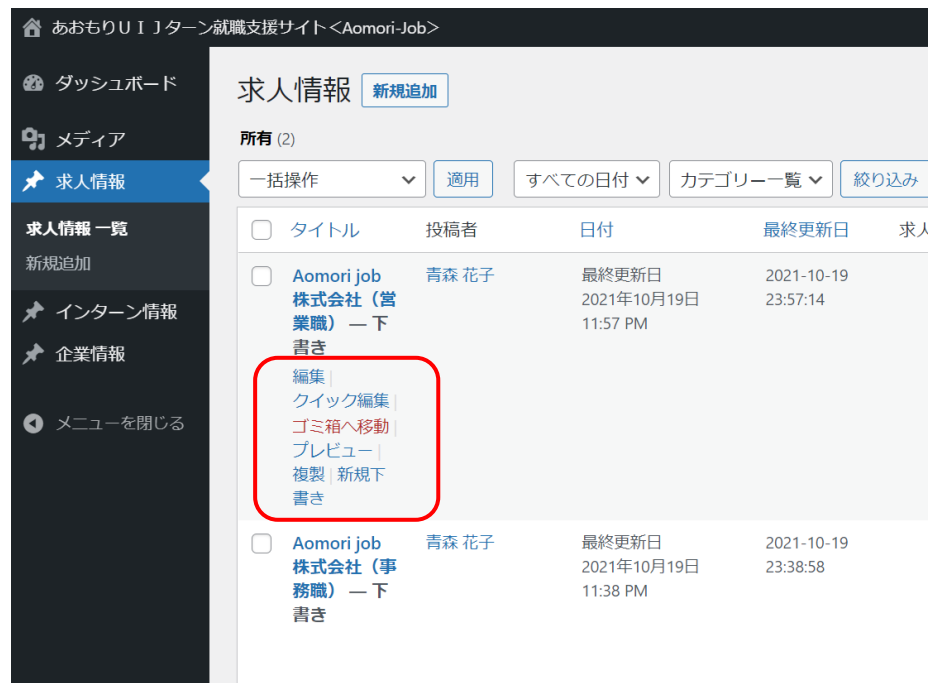 あおもりＵＩＪターン就職支援サイト<Aomori-Job>
ダッシュボード
メディア
求人情報
求人情報 一覧
新規追加
インターン情報
企業情報
メニューを閉じる
求人情報 新規追加
所有 (2)
一括操作 適用 すべての日付 カテゴリー一覧 絞り込み
タイトル 投稿者 日付 最終更新日 求人
Aomori job 青森 花子 最終更新日 2021-10-19
株式会社（営 2021年10月19日 23:57:14
業職） — 下 11:57 PM
書き
編集 |
クイック編集 |
ゴミ箱へ移動 |
プレビュー |
複製 | 新規下
書き
Aomori job 青森 花子 最終更新日 2021-10-19
株式会社（事 2021年10月19日 23:38:58
務職） — 下 11:38 PM
書き